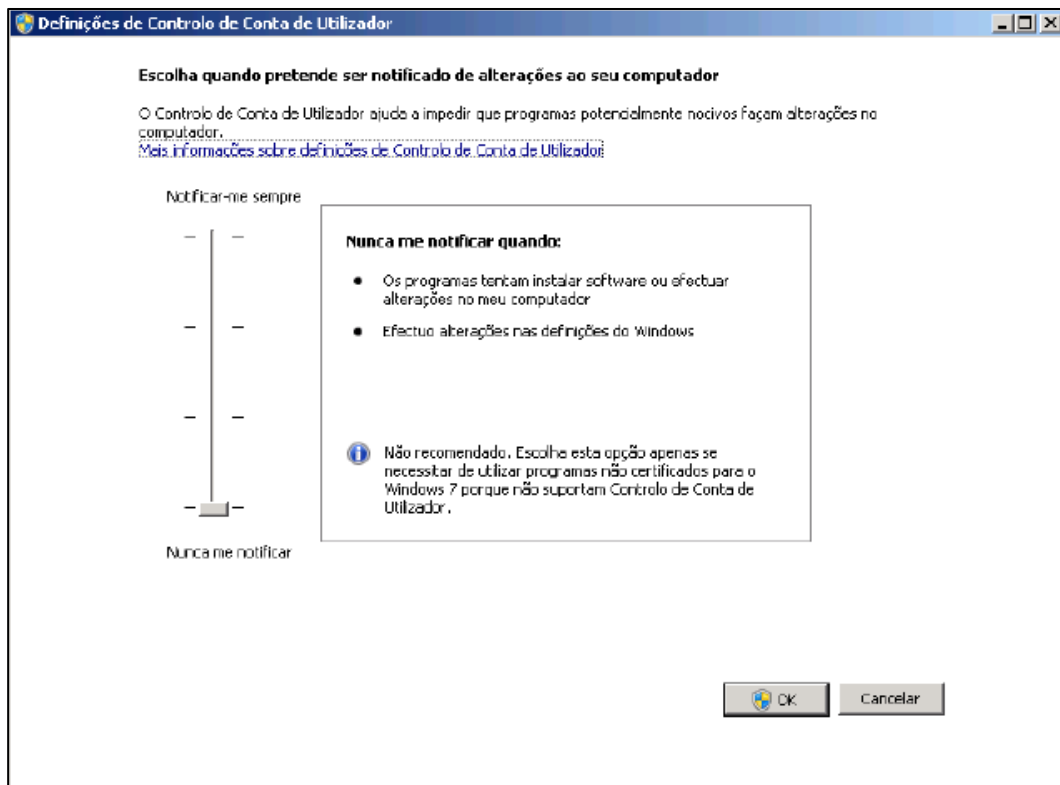 Definições de Controlo de Conta de Utilizador
Escolha quando pretende ser notificado de alterações ao seu computador
O Controlo de Conta de Utilizador ajuda a impedir que programas potencialmente nocivos façam alterações no
computador.
Mais informações sobre definições de Controlo de Conta de Utilizador
Notificar-me sempre
Nunca me notificar quando:
Os programas tentam instalar software ou efectuar
alterações no meu computador
Efectuo alterações nas definições do Windows
Não recomendado. Escolha esta opção apenas se
necessitar de utilizar programas não certificados para o
Windows 7 porque não suportam Controlo de Conta de
Utilizador.
Nunca me notificar
OK
Cancelar